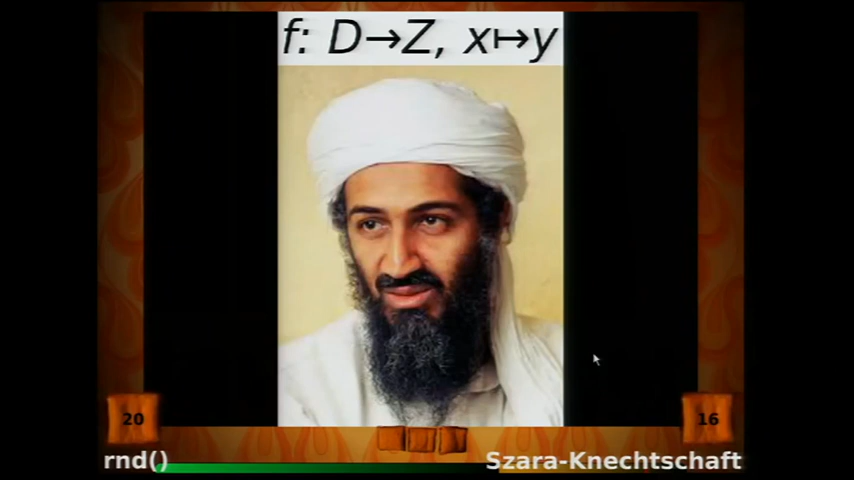 f: D→Z, x↦y
20
16
rnd()
Szara-Knechtschaft